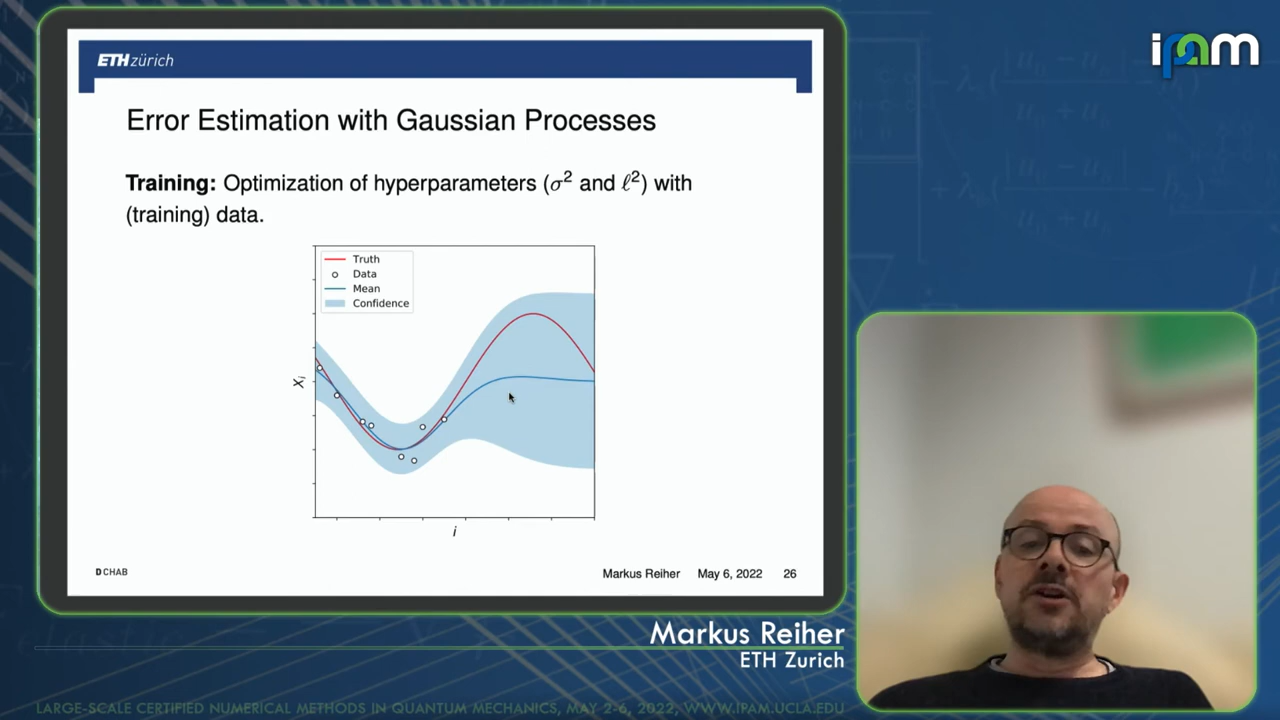 ETH zürich
ipam
Error Estimation with Gaussian Processes
Training: Optimization of hyperparameters (σ² and ℓ²) with
(training) data.
Truth
Data
Mean
Confidence
Xᵢ
i
D CHAB
Markus Reiher May 6, 2022 26
Markus Reiher
ETH Zurich
LARGE-SCALE CERTIFIED NUMERICAL METHODS IN QUANTUM MECHANICS, MAY 2-6, 2022, WWW.IPAM.UCLA.EDU